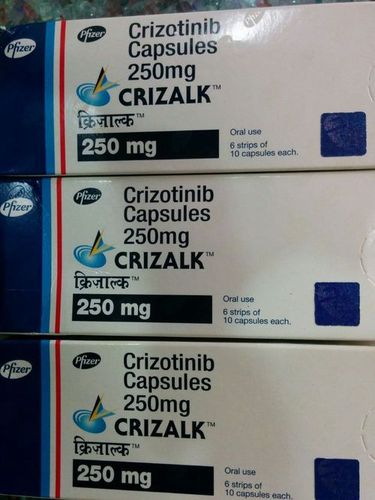 Pfizer
Pfizer
Crizotinib
Capsules
250mg
CRIZALK™
क्रिज़ाल्क™
250 mg
Oral use
6 strips of
10 capsules each.
Pfizer
Pfizer
Crizotinib
Capsules
250mg
CRIZALK™
क्रिज़ाल्क™
250 mg
Oral use
6 strips of
10 capsules each.
Pfizer
Pfizer
Crizotinib
Capsules
250mg
CRIZALK™
क्रिज़ाल्क™
250 mg
Oral use
6 strips of
10 capsules each.